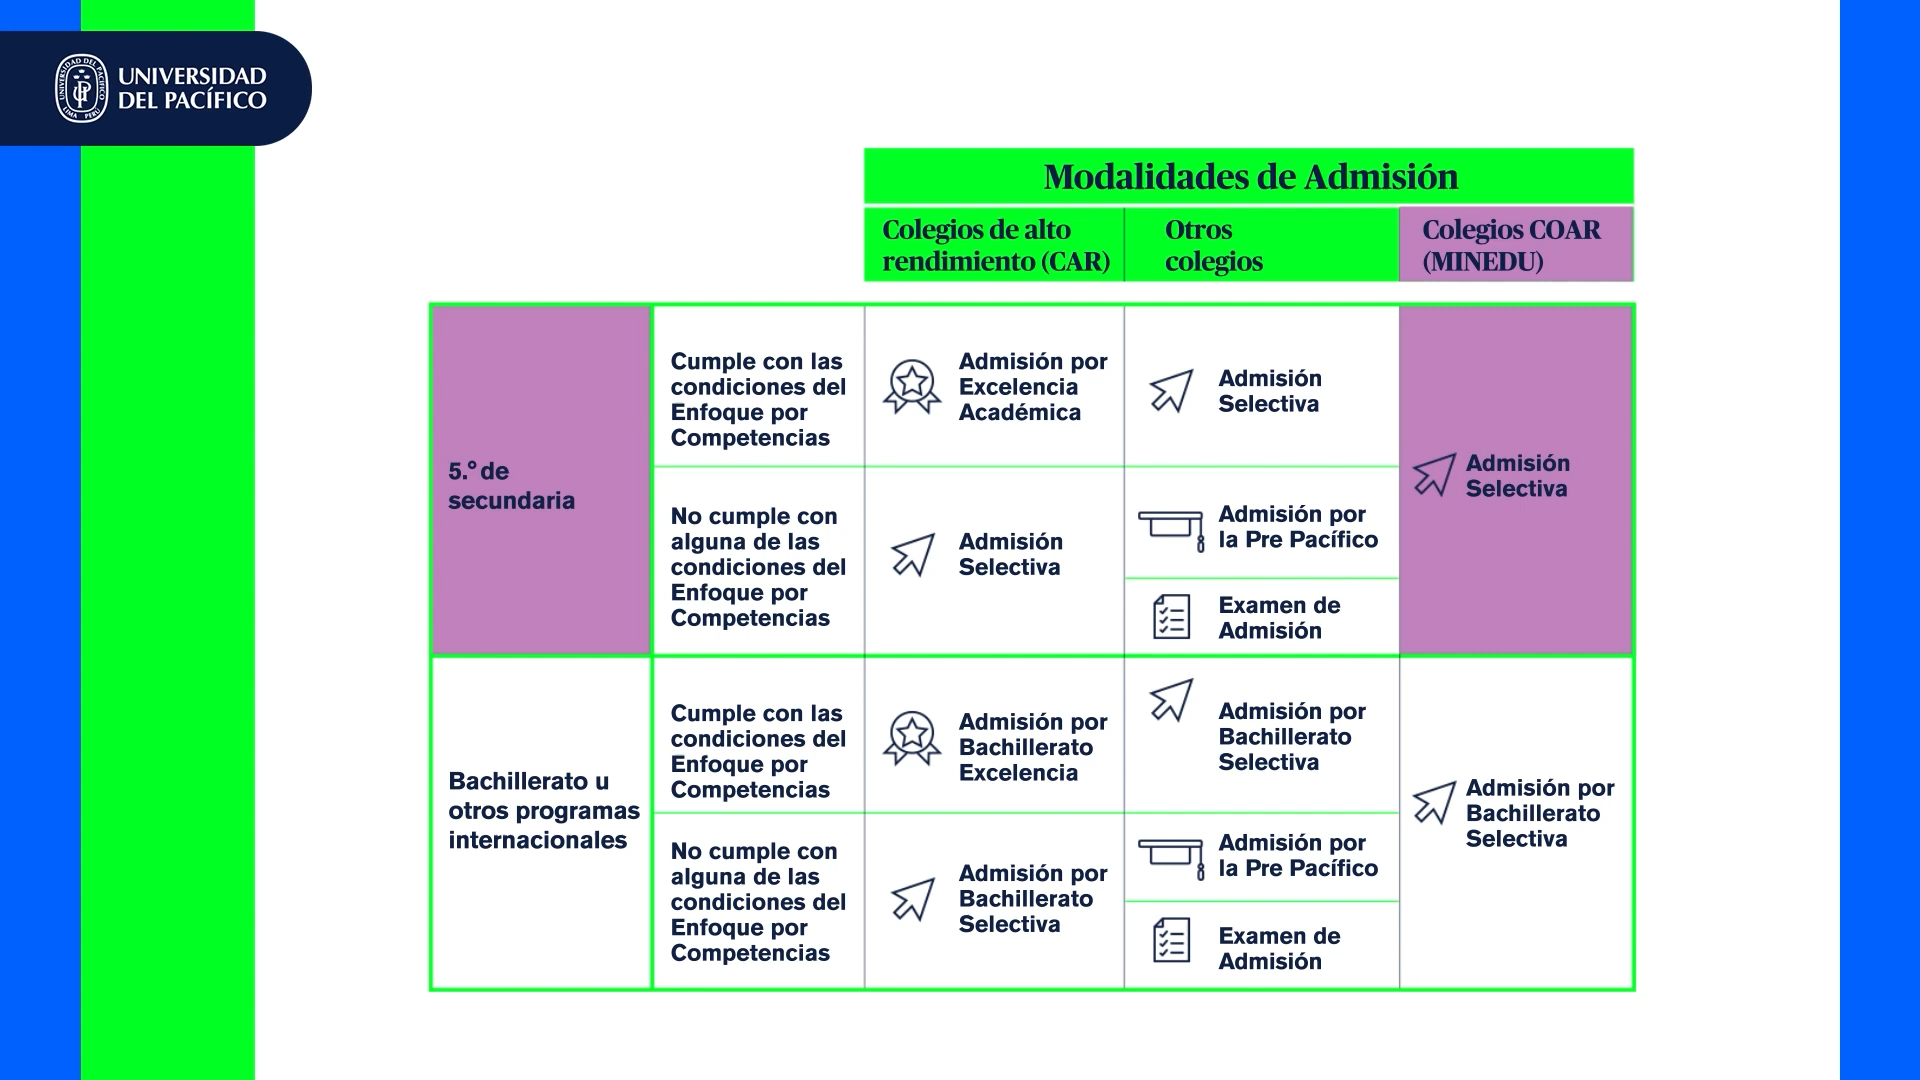 UNIVERSIDAD
DEL PACÍFICO
UNIVERSIDAD DEL PACÍFICO
LIMA PERÚ
Modalidades de Admisión
Colegios de alto
rendimiento (CAR)
Otros
colegios
Colegios COAR
(MINEDU)
5.° de
secundaria
Cumple con las
condiciones del
Enfoque por
Competencias
Admisión por
Excelencia
Académica
Admisión
Selectiva
Admisión
Selectiva
No cumple con
alguna de las
condiciones del
Enfoque por
Competencias
Admisión
Selectiva
Admisión por
la Pre Pacífico
Examen de
Admisión
Bachillerato u
otros programas
internacionales
Cumple con las
condiciones del
Enfoque por
Competencias
Admisión por
Bachillerato
Excelencia
Admisión por
Bachillerato
Selectiva
Admisión por
Bachillerato
Selectiva
No cumple con
alguna de las
condiciones del
Enfoque por
Competencias
Admisión por
Bachillerato
Selectiva
Admisión por
la Pre Pacífico
Examen de
Admisión